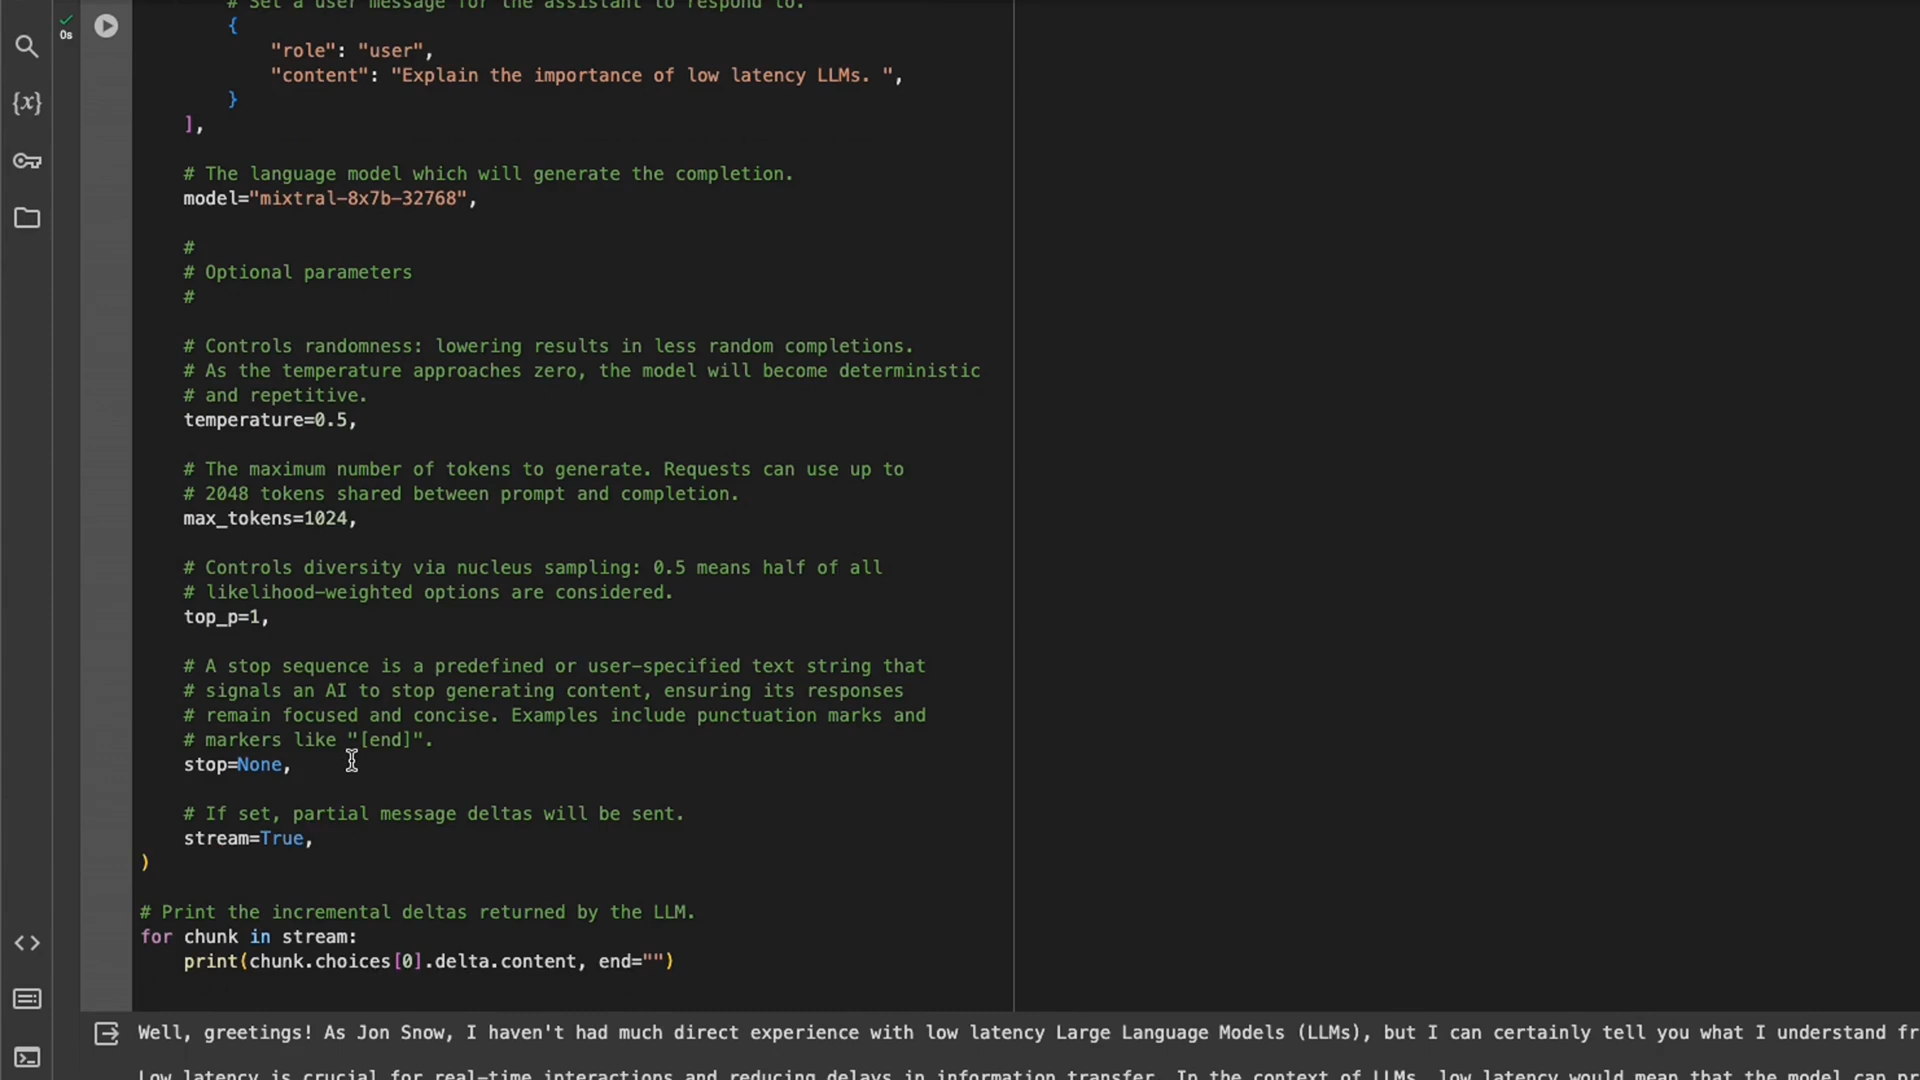 # Set a user message for the assistant to respond to.
0s
{
"role": "user",
"content": "Explain the importance of low latency LLMs. ",
}
],
{x}
# The language model which will generate the completion.
model="mixtral-8x7b-32768",
#
# Optional parameters
#
# Controls randomness: lowering results in less random completions.
# As the temperature approaches zero, the model will become deterministic
# and repetitive.
temperature=0.5,
# The maximum number of tokens to generate. Requests can use up to
# 2048 tokens shared between prompt and completion.
max_tokens=1024,
# Controls diversity via nucleus sampling: 0.5 means half of all
# likelihood-weighted options are considered.
top_p=1,
# A stop sequence is a predefined or user-specified text string that
# signals an AI to stop generating content, ensuring its responses
# remain focused and concise. Examples include punctuation marks and
# markers like "[end]".
stop=None,
# If set, partial message deltas will be sent.
stream=True,
)
# Print the incremental deltas returned by the LLM.
for chunk in stream:
print(chunk.choices[0].delta.content, end="")
Well, greetings! As Jon Snow, I haven't had much direct experience with low latency Large Language Models (LLMs), but I can certainly tell you what I understand fr
Low latency is crucial for real-time interactions and reducing delays in information transfer. In the context of LLMs, low latency would mean that the model can pr